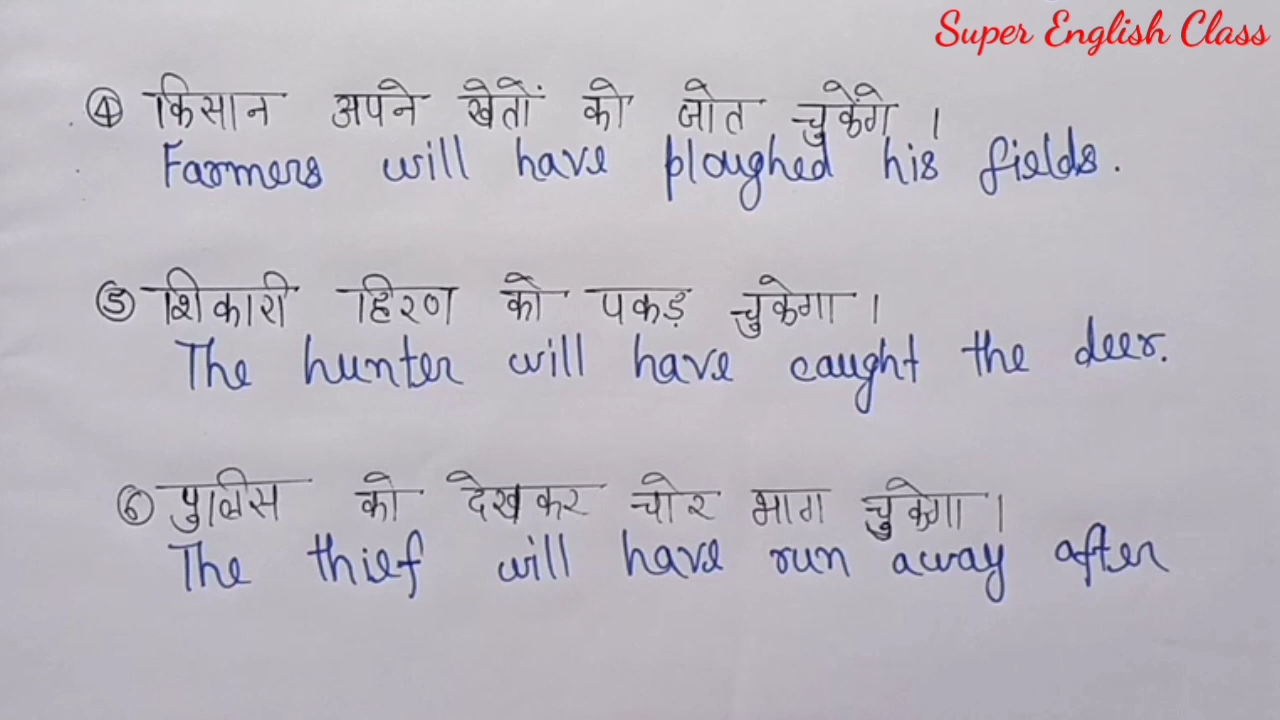 Super English Class
④ किसान अपने खेतों को जोत चुकेंगे ।
Farmers will have ploughed his fields.
⑤ शिकारी हिरण को पकड़ चुकेगा ।
The hunter will have caught the deer.
⑥ पुलिस को देखकर चोर भाग चुकेगा ।
The thief will have run away after